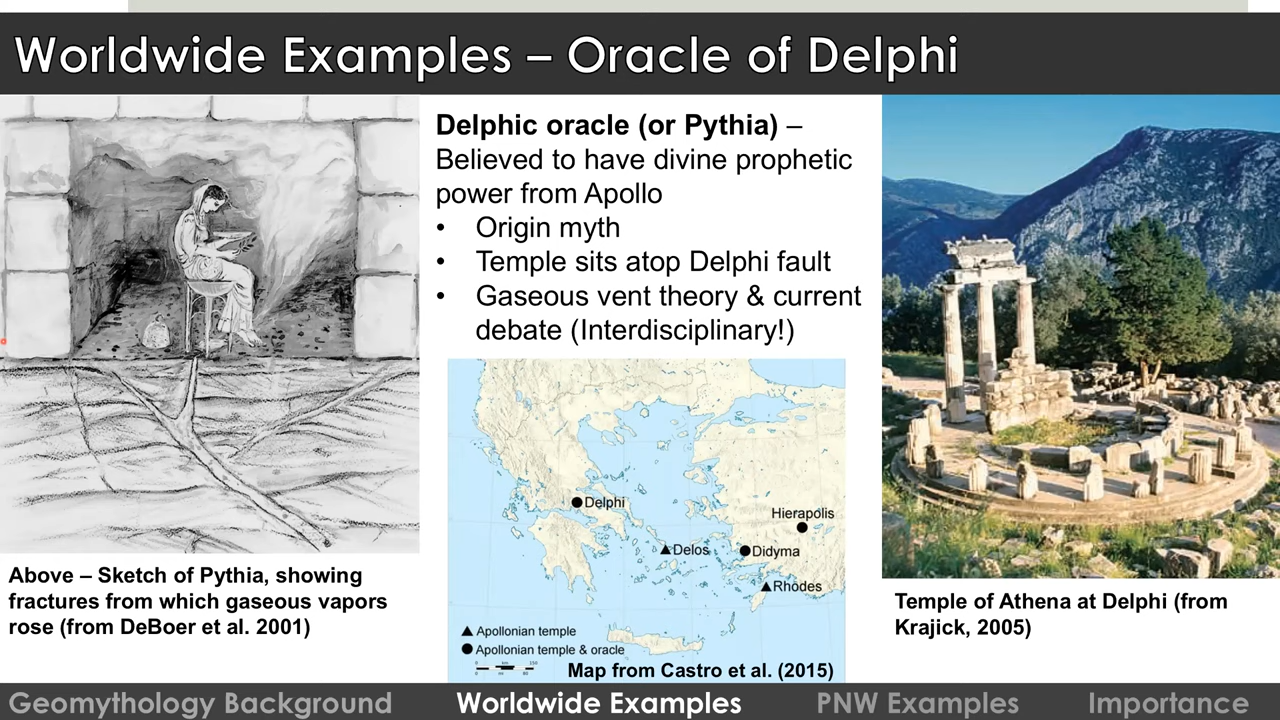 Worldwide Examples – Oracle of Delphi
Delphic oracle (or Pythia) –
Believed to have divine prophetic
power from Apollo
• Origin myth
• Temple sits atop Delphi fault
• Gaseous vent theory & current
debate (Interdisciplinary!)
Above – Sketch of Pythia, showing
fractures from which gaseous vapors
rose (from DeBoer et al. 2001)
Delphi
Hierapolis
Delos
Didyma
Rhodes
▲ Apollonian temple
● Apollonian temple & oracle
0 km 150
Map from Castro et al. (2015)
Temple of Athena at Delphi (from
Krajick, 2005)
Geomythology Background Worldwide Examples PNW Examples Importance